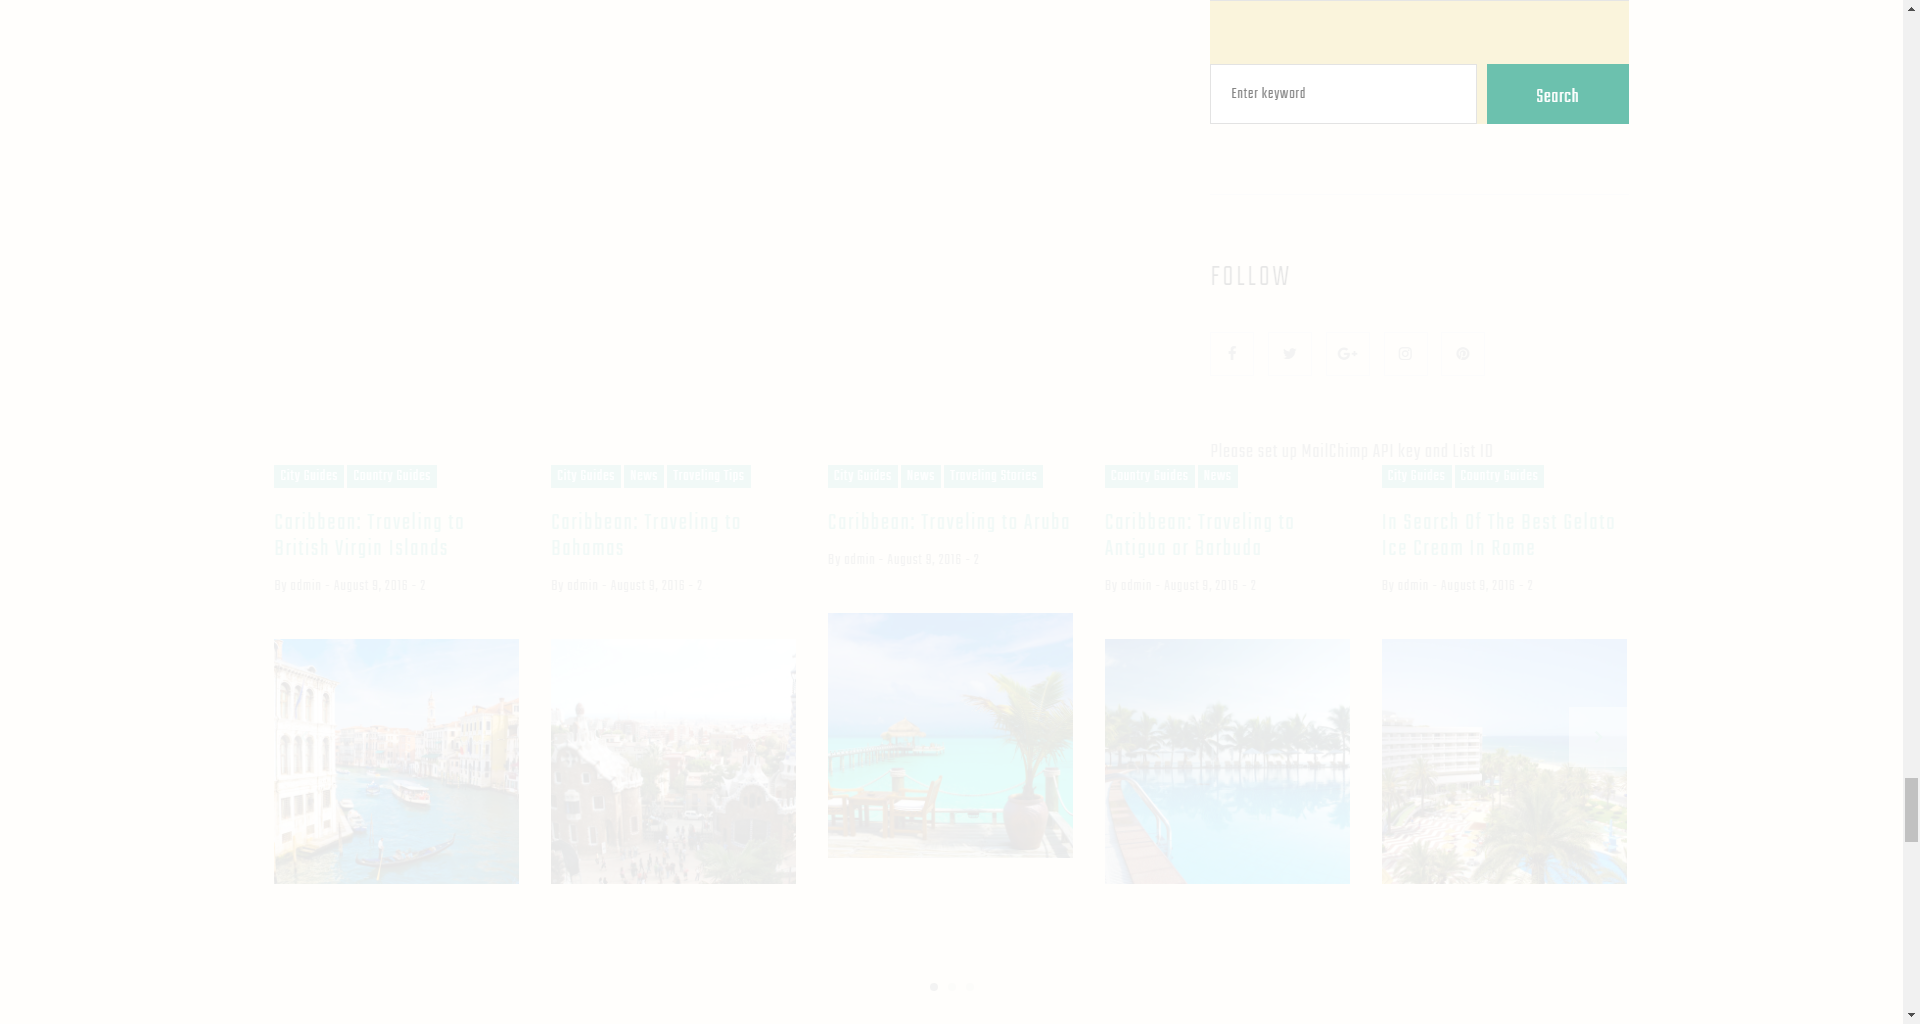 Enter keyword
Search
FOLLOW
Please set up MailChimp API key and List ID
City Guides Country Guides
Caribbean: Traveling to
British Virgin Islands
By admin - August 9, 2016 - 2
City Guides News Traveling Tips
Caribbean: Traveling to
Bahamas
By admin - August 9, 2016 - 2
City Guides News Traveling Stories
Caribbean: Traveling to Aruba
By admin - August 9, 2016 - 2
Country Guides News
Caribbean: Traveling to
Antigua or Barbuda
By admin - August 9, 2016 - 2
City Guides Country Guides
In Search Of The Best Gelato
Ice Cream In Rome
By admin - August 9, 2016 - 2